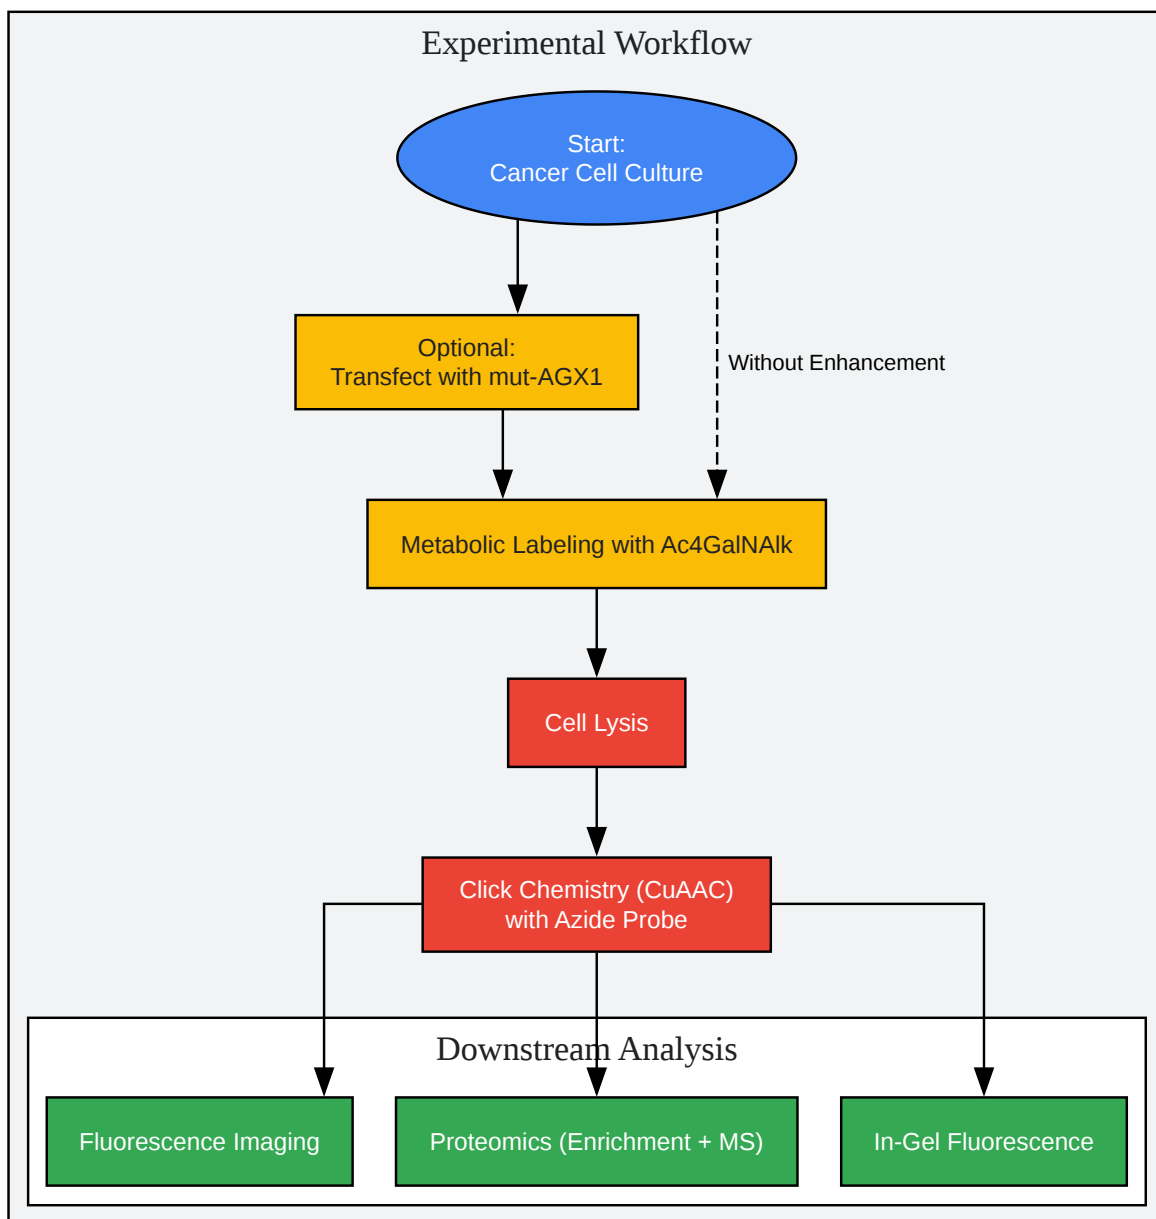 Experimental Workflow
Start:
Cancer Cell Culture
Optional:
Transfect with mut-AGX1
Without Enhancement
Metabolic Labeling with Ac4GalNAlk
Cell Lysis
Click Chemistry (CuAAC)
with Azide Probe
Downstream Analysis
Fluorescence Imaging
Proteomics (Enrichment + MS)
In-Gel Fluorescence